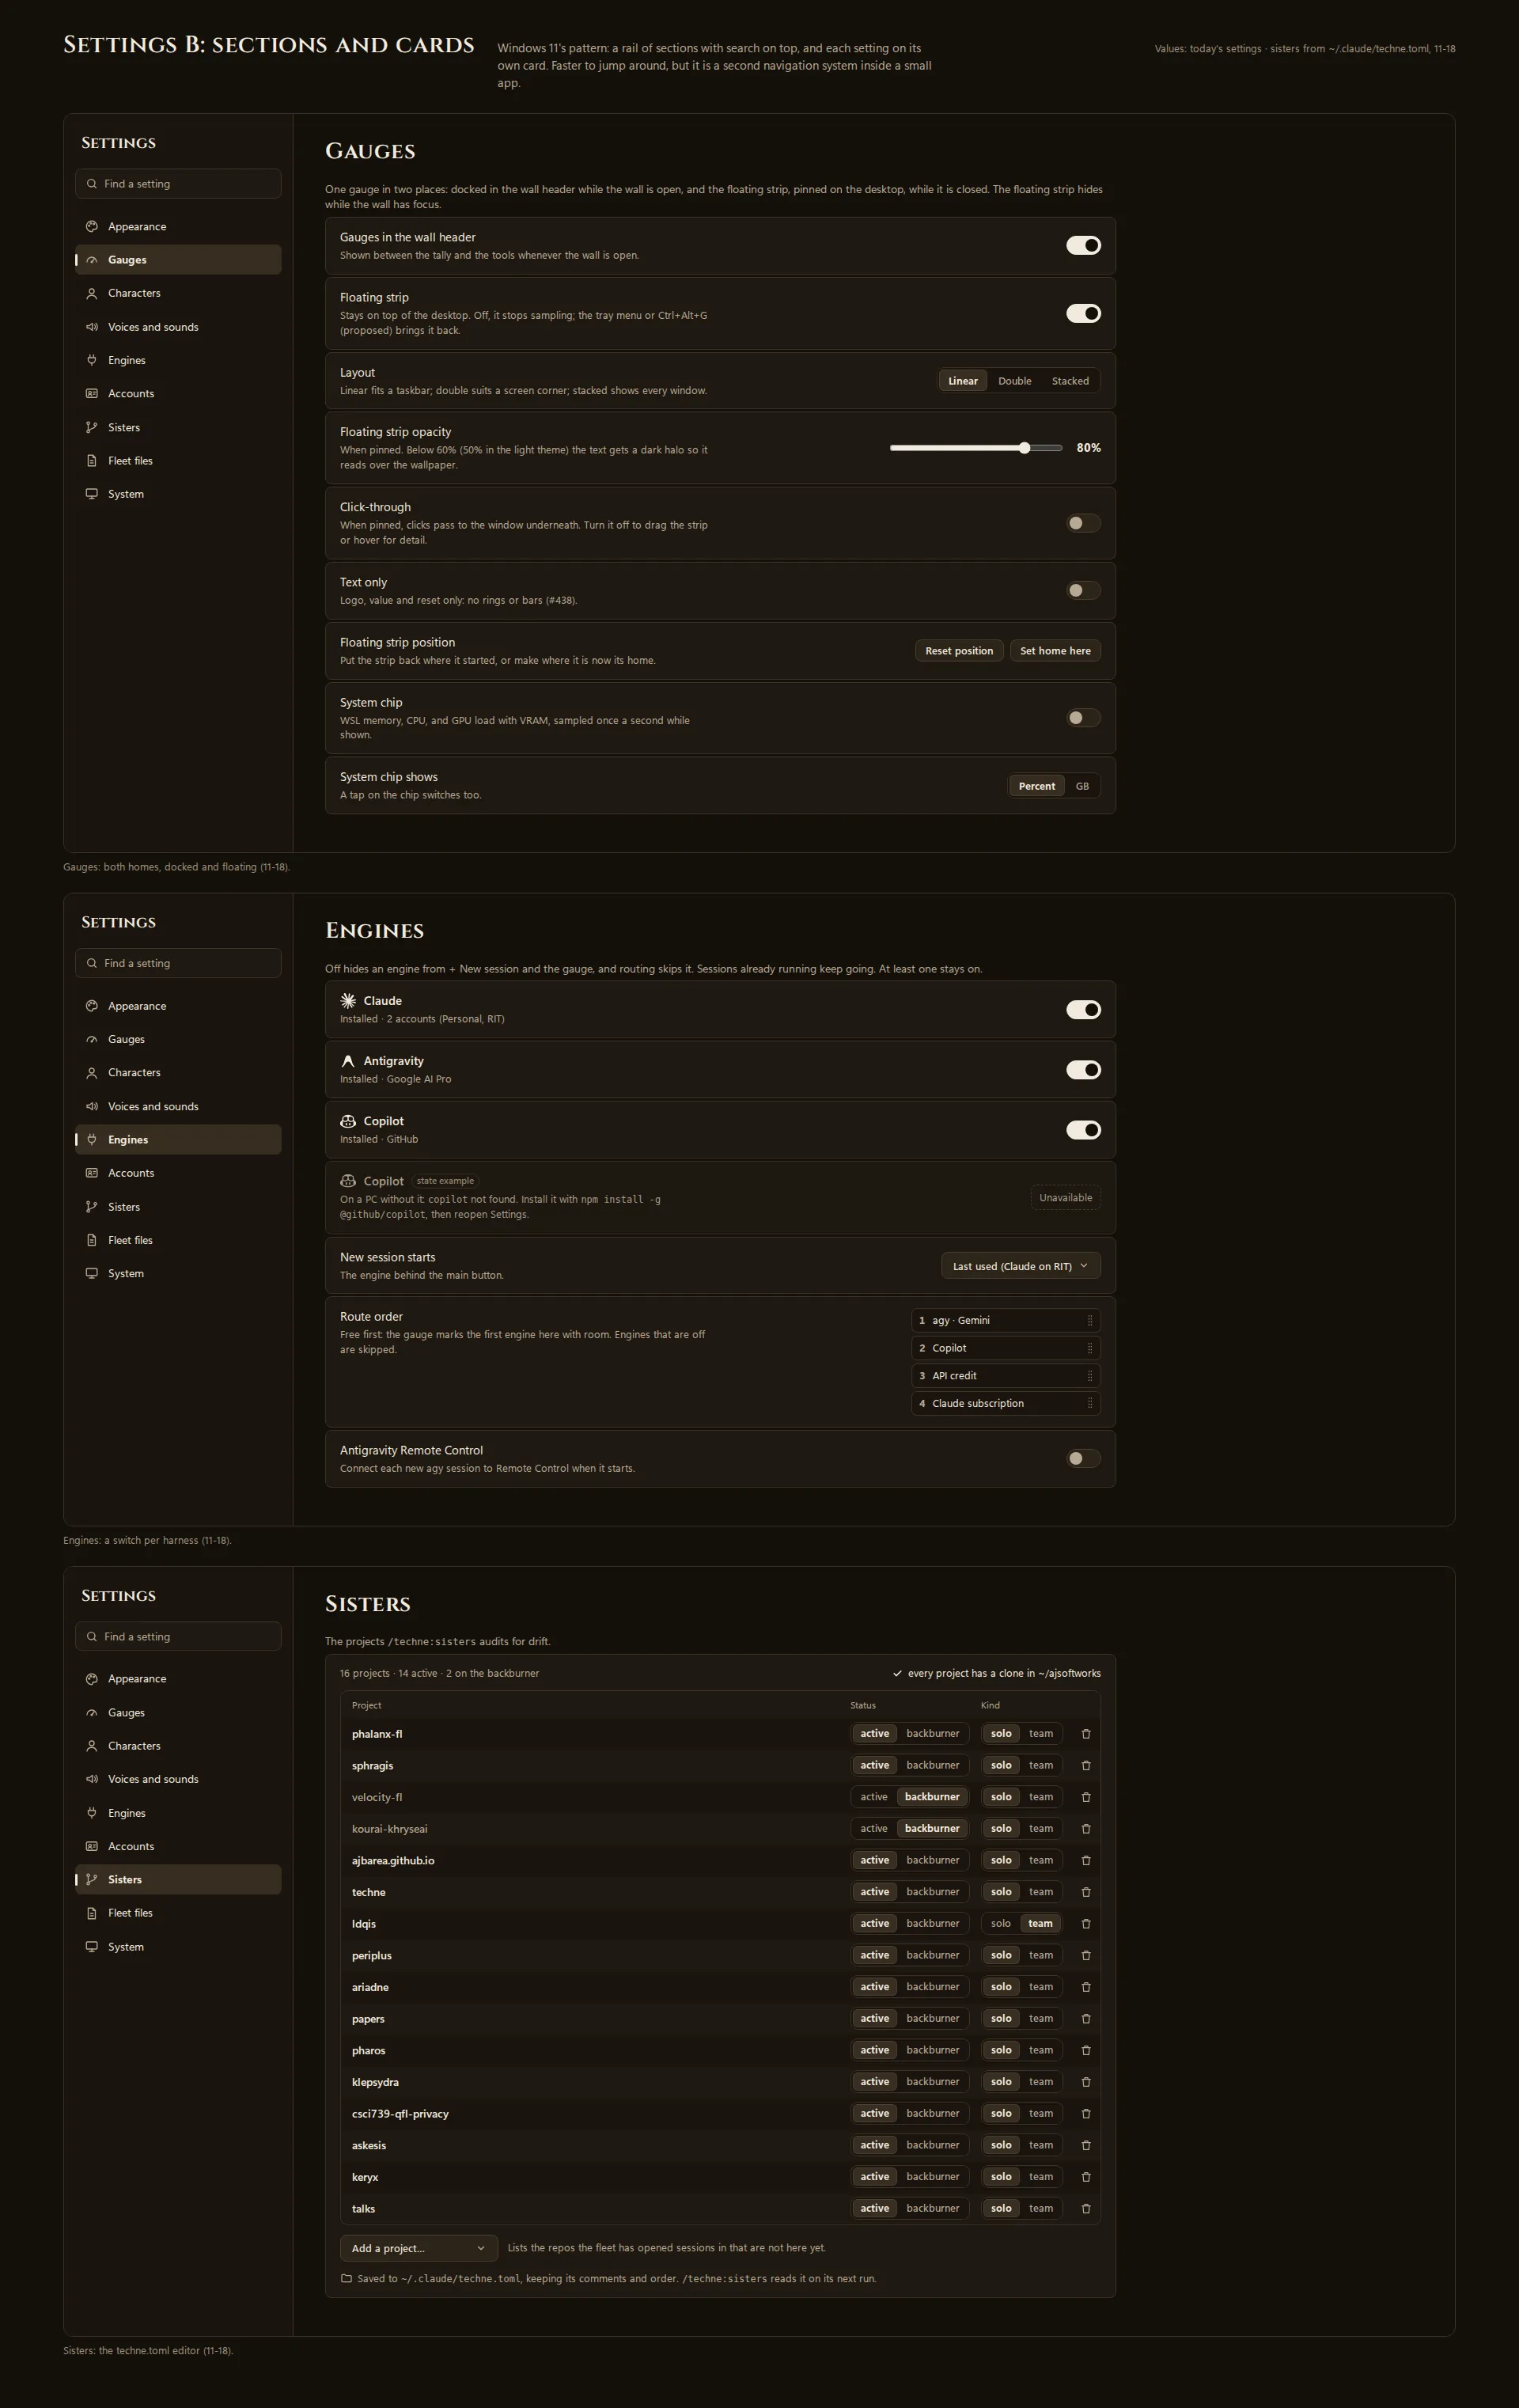 Settings B: sections and cards
Windows 11's pattern: a rail of sections with search on top, and each setting on its
own card. Faster to jump around, but it is a second navigation system inside a small
app.
Values: today's settings · sisters from ~/.claude/techne.toml, 11-18
Settings
Find a setting
Appearance
Gauges
Characters
Voices and sounds
Engines
Accounts
Sisters
Fleet files
System
Gauges
One gauge in two places: docked in the wall header while the wall is open, and the floating strip, pinned on the desktop, while it is closed. The floating strip hides
while the wall has focus.
Gauges in the wall header
Shown between the tally and the tools whenever the wall is open.
Floating strip
Stays on top of the desktop. Off, it stops sampling; the tray menu or Ctrl+Alt+G
(proposed) brings it back.
Layout
Linear fits a taskbar; double suits a screen corner; stacked shows every window.
Linear Double Stacked
Floating strip opacity
When pinned. Below 60% (50% in the light theme) the text gets a dark halo so it
reads over the wallpaper.
80%
Click-through
When pinned, clicks pass to the window underneath. Turn it off to drag the strip
or hover for detail.
Text only
Logo, value and reset only: no rings or bars (#438).
Floating strip position
Put the strip back where it started, or make where it is now its home.
Reset position Set home here
System chip
WSL memory, CPU, and GPU load with VRAM, sampled once a second while
shown.
System chip shows
A tap on the chip switches too.
Percent GB
Gauges: both homes, docked and floating (11-18).
Settings
Find a setting
Appearance
Gauges
Characters
Voices and sounds
Engines
Accounts
Sisters
Fleet files
System
Engines
Off hides an engine from + New session and the gauge, and routing skips it. Sessions already running keep going. At least one stays on.
Claude
Installed · 2 accounts (Personal, RIT)
Antigravity
Installed · Google AI Pro
Copilot
Installed · GitHub
Copilot state example
On a PC without it: copilot not found. Install it with npm install -g
@github/copilot, then reopen Settings.
Unavailable
New session starts
The engine behind the main button.
Last used (Claude on RIT)
Route order
Free first: the gauge marks the first engine here with room. Engines that are off
are skipped.
1 agy · Gemini
2 Copilot
3 API credit
4 Claude subscription
Antigravity Remote Control
Connect each new agy session to Remote Control when it starts.
Engines: a switch per harness (11-18).
Settings
Find a setting
Appearance
Gauges
Characters
Voices and sounds
Engines
Accounts
Sisters
Fleet files
System
Sisters
The projects /techne:sisters audits for drift.
16 projects · 14 active · 2 on the backburner
every project has a clone in ~/ajsoftworks
Project Status Kind
phalanx-fl active backburner solo team
sphragis active backburner solo team
velocity-fl active backburner solo team
kourai-khryseai active backburner solo team
ajbarea.github.io active backburner solo team
techne active backburner solo team
ldqis active backburner solo team
periplus active backburner solo team
ariadne active backburner solo team
papers active backburner solo team
pharos active backburner solo team
klepsydra active backburner solo team
csci739-qfl-privacy active backburner solo team
askesis active backburner solo team
keryx active backburner solo team
talks active backburner solo team
Add a project...
Lists the repos the fleet has opened sessions in that are not here yet.
Saved to ~/.claude/techne.toml, keeping its comments and order. /techne:sisters reads it on its next run.
Sisters: the techne.toml editor (11-18).